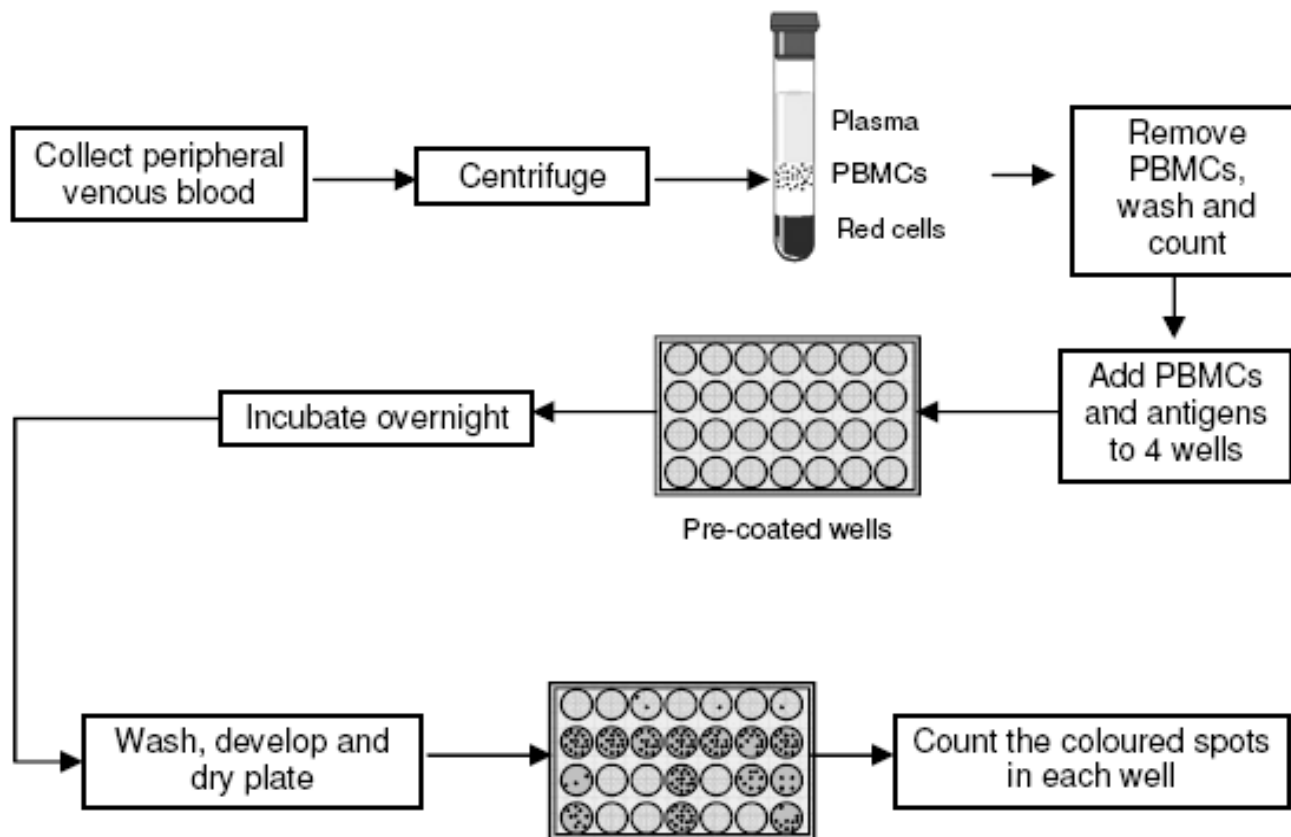 Collect peripheral
venous blood
Centrifuge
Plasma
PBMCs
Red cells
Remove
PBMCs,
wash and
count
Add PBMCs
and antigens
to 4 wells
Pre-coated wells
Incubate overnight
Wash, develop and
dry plate
Count the coloured spots
in each well